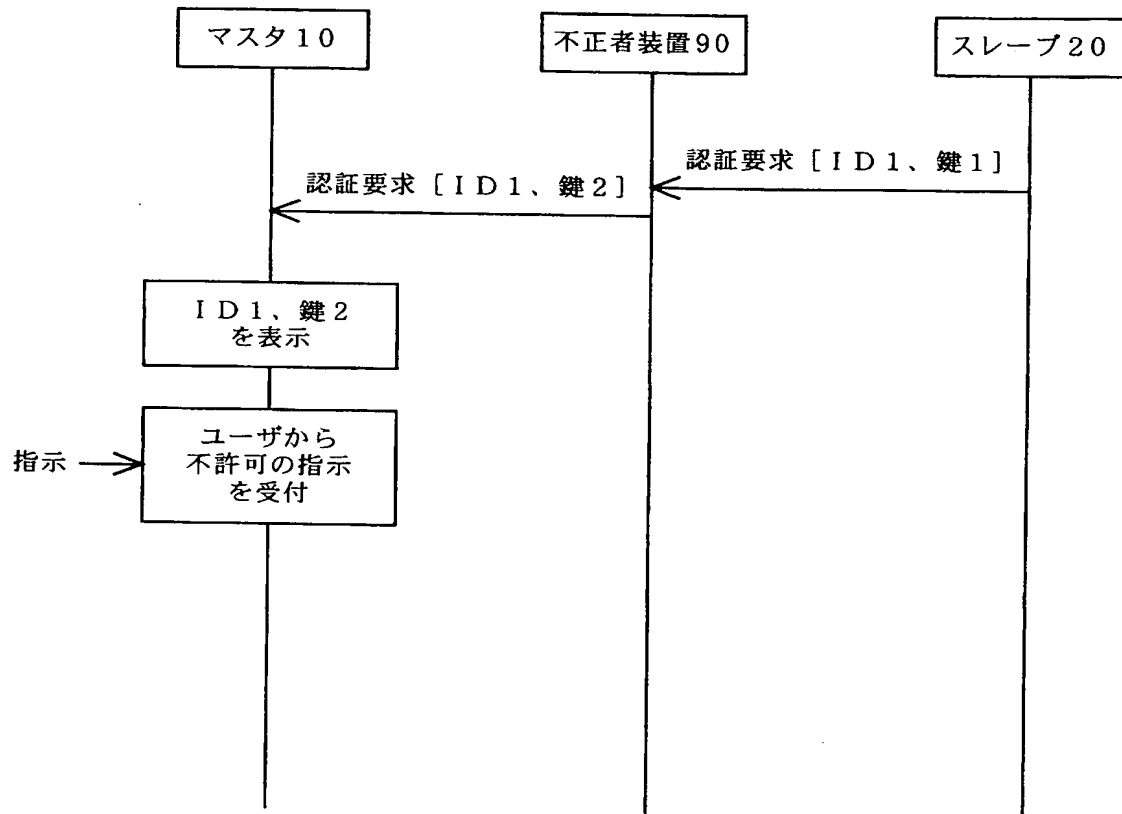 マスタ10
不正者装置90
スレーブ20
認証要求［ID1、鍵1］
認証要求［ID1、鍵2］
ID1、鍵2
を表示
ユーザから
不許可の指示
を受付
指示